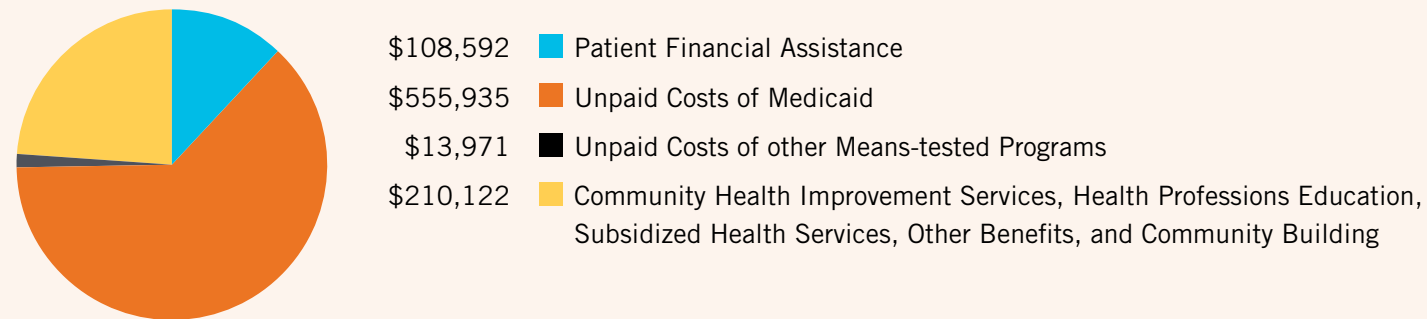 $108,592 Patient Financial Assistance
$555,935 Unpaid Costs of Medicaid
$13,971 Unpaid Costs of other Means-tested Programs
$210,122 Community Health Improvement Services, Health Professions Education,
Subsidized Health Services, Other Benefits, and Community Building